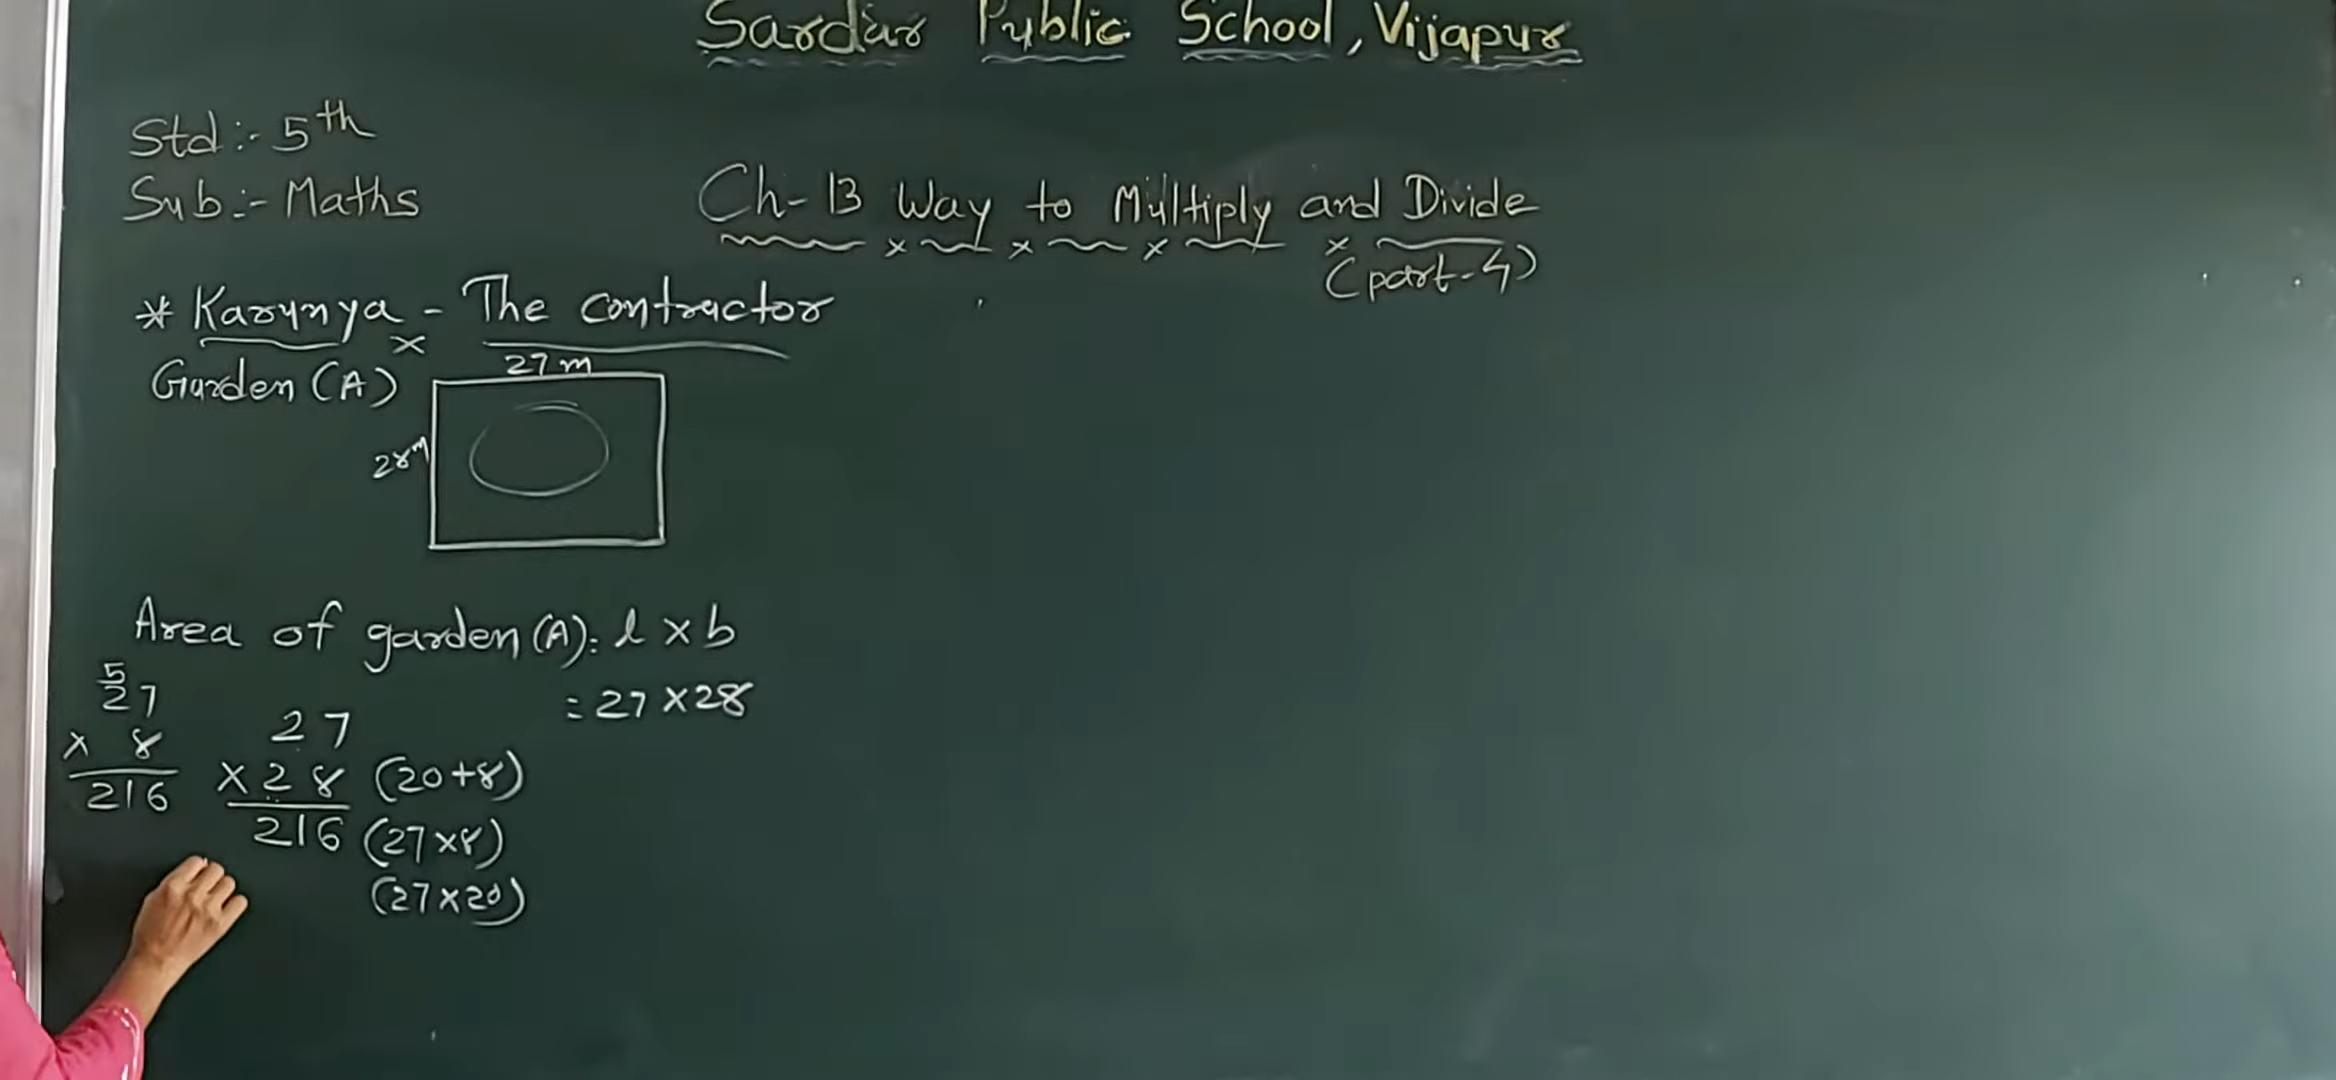 Sardar Public School, Vijapur
Std:- 5th
Sub:- Maths
Ch-13 Way to Multiply and Divide
(part-4)
* Karunya - The contractor
Garden (A)
27 m
28m
Area of garden (A): l × b
= 27 × 28
5
27
× 8
216
27
× 28 (20+8)
216 (27×8)
(27×20)